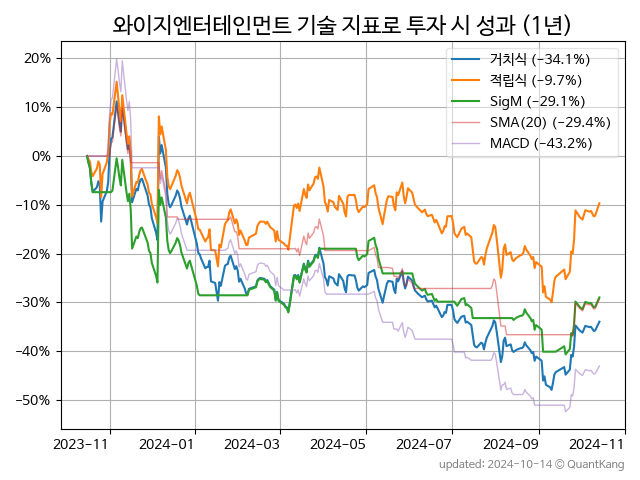 와이지엔터테인먼트 기술 지표로 투자 시 성과 (1년)
거치식 (−34.1%)
적립식 (−9.7%)
SigM (−29.1%)
SMA(20) (−29.4%)
MACD (−43.2%)
20%
10%
0%
−10%
−20%
−30%
−40%
−50%
2023-11 2024-01 2024-03 2024-05 2024-07 2024-09 2024-11
updated: 2024-10-14 © QuantKang